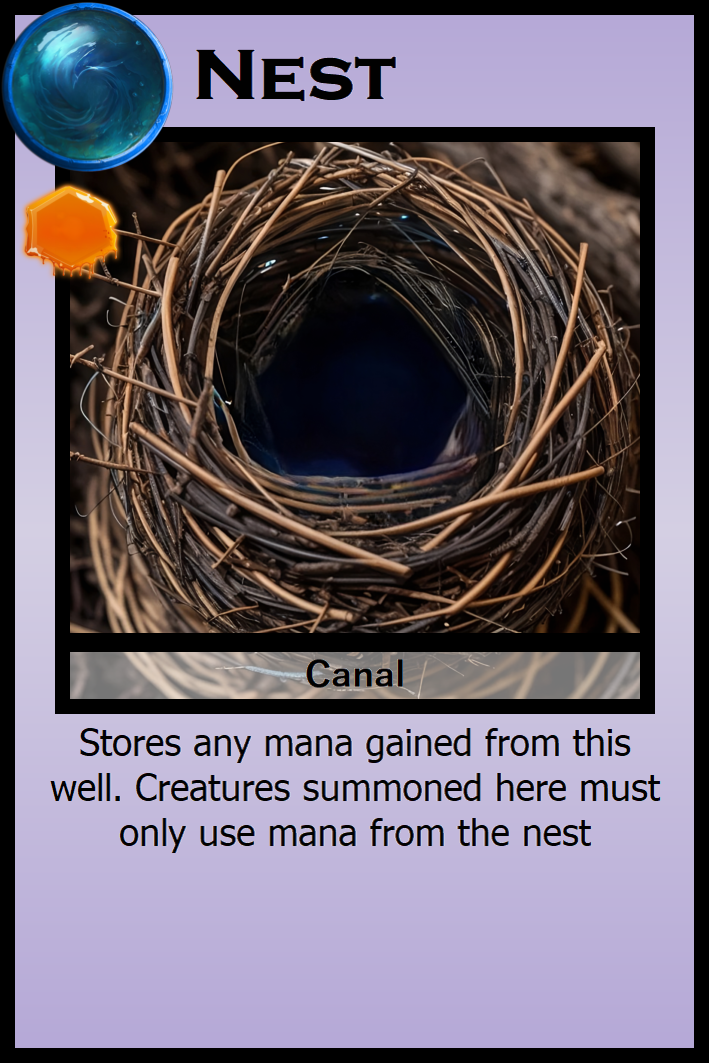 NEST
Canal
Stores any mana gained from this
well. Creatures summoned here must
only use mana from the nest